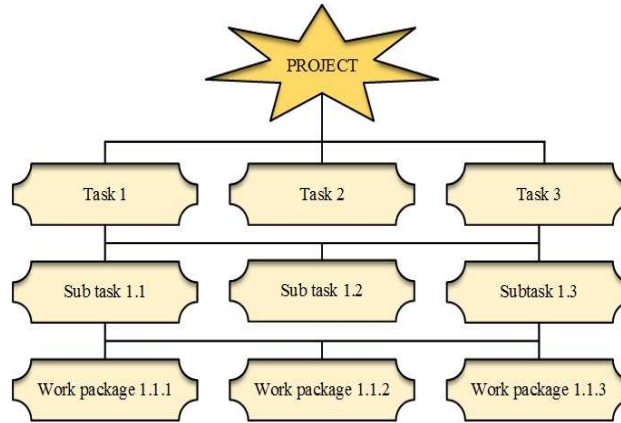 PROJECT
Task 1
Task 2
Task 3
Sub task 1.1
Sub task 1.2
Subtask 1.3
Work package 1.1.1
Work package 1.1.2
Work package 1.1.3